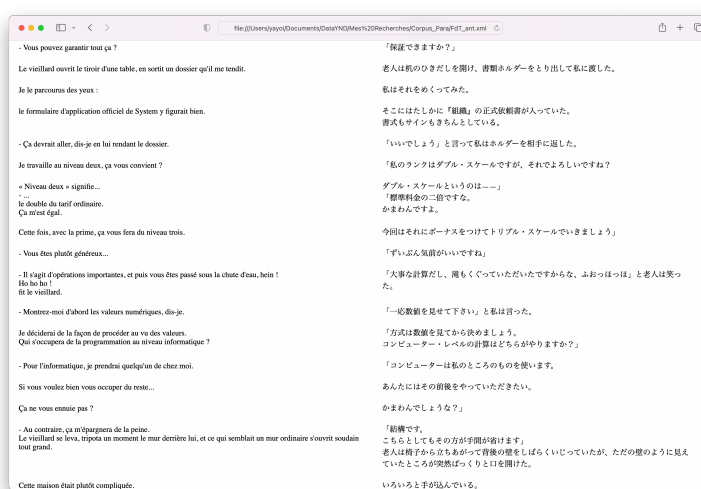 file:///Users/yayoi/Documents/DataYND/Mes%20Recherches/Corpus_Para/FdT_ant.xml
- Vous pouvez garantir tout ça ?
「保証できますか？」
Le vieillard ouvrit le tiroir d'une table, en sortit un dossier qu'il me tendit.
老人は机のひきだしを開け、書類ホルダーをとり出して私に渡した。
Je le parcourus des yeux :
私はそれをめくってみた。
le formulaire d'application officiel de System y figurait bien.
そこにはたしかに『組織』の正式依頼書が入っていた。
書式もサインもきちんとしている。
- Ça devrait aller, dis-je en lui rendant le dossier.
「いいでしょう」と言って私はホルダーを相手に返した。
Je travaille au niveau deux, ça vous convient ?
「私のランクはダブル・スケールですが、それでよろしいですね？
« Niveau deux » signifie...
- ...
le double du tarif ordinaire.
Ça m'est égal.
ダブル・スケールというのは——」
「標準料金の二倍ですな。
かまわんですよ。
Cette fois, avec la prime, ça vous fera du niveau trois.
今回はそれにボーナスをつけてトリプル・スケールでいきましょう」
- Vous êtes plutôt généreux...
「ずいぶん気前がいいですね」
- Il s'agit d'opérations importantes, et puis vous êtes passé sous la chute d'eau, hein !
Ho ho ho !
fit le vieillard.
「大事な計算だし、滝もくぐっていただいたですからな、ふおっほっほ」と老人は笑っ
た。
- Montrez-moi d'abord les valeurs numériques, dis-je.
「一応数値を見せて下さい」と私は言った。
Je déciderai de la façon de procéder au vu des valeurs.
Qui s'occupera de la programmation au niveau informatique ?
「方式は数値を見てから決めましょう。
コンピューター・レベルの計算はどちらがやりますか？」
- Pour l'informatique, je prendrai quelqu'un de chez moi.
「コンピューターは私のところのものを使います。
Si vous voulez bien vous occuper du reste...
あんたにはその前後をやっていただきたい。
Ça ne vous ennuie pas ?
かまわんでしょうな？」
- Au contraire, ça m'épargnera de la peine.
Le vieillard se leva, tripota un moment le mur derrière lui, et ce qui semblait un mur ordinaire s'ouvrit soudain
tout grand.
「結構です。
こちらとしてもその方が手間が省けます」
老人は椅子から立ちあがって背後の壁をしばらくいじっていたが、ただの壁のように見え
ていたところが突然ぱっくりと口を開けた。
Cette maison était plutôt compliquée.
いろいろと手が込んでいる。